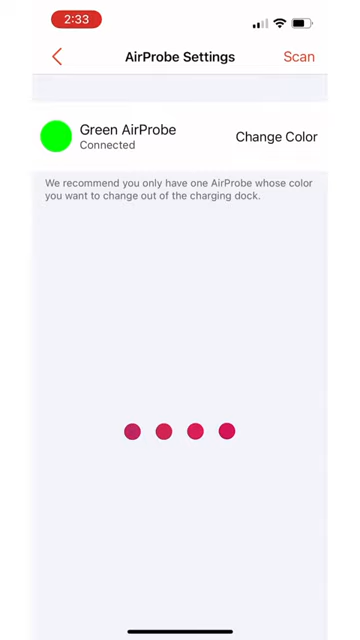 2:33
AirProbe Settings
Scan
Green AirProbe
Connected
Change Color
We recommend you only have one AirProbe whose color
you want to change out of the charging dock.